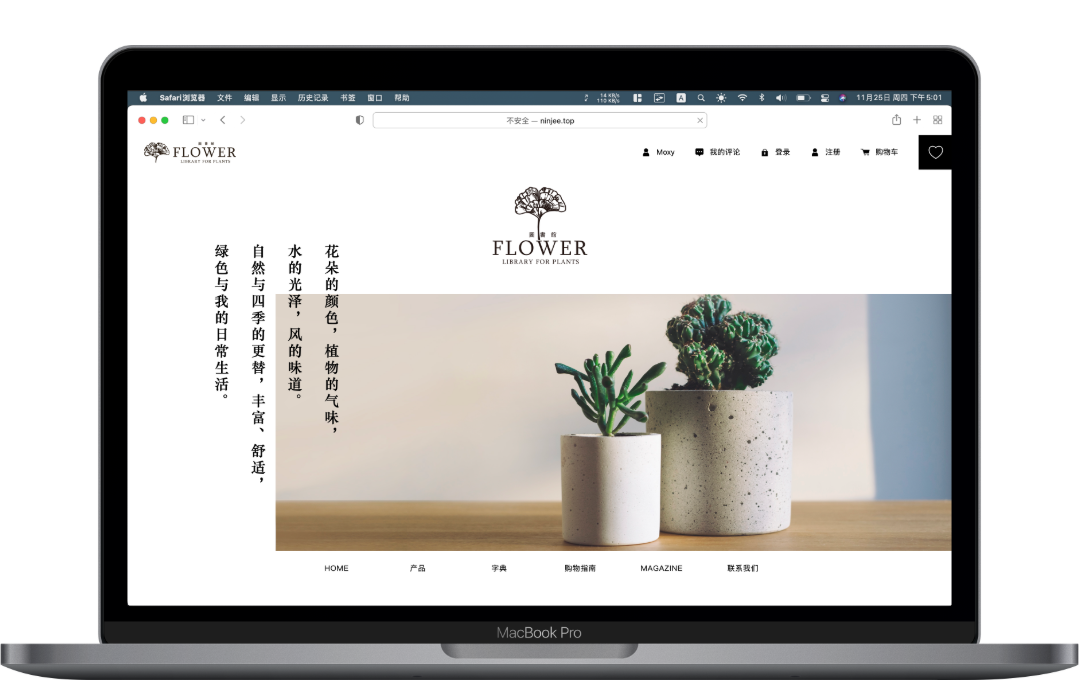 Safari浏览器 文件 编辑 显示 历史记录 书签 窗口 帮助
14 KB/s
110 KB/s
A
11月25日 周四 下午5:01
不安全 — ninjee.top
FLOWER
LIBRARY FOR PLANTS
Moxy 我的评论 登录 注册 购物车
FLOWER
LIBRARY FOR PLANTS
花朵的颜色，植物的气味，
水的光泽，风的味道。
自然与四季的更替，丰富、舒适，
绿色与我的日常生活。
HOME 产品 字典 购物指南 MAGAZINE 联系我们
MacBook Pro